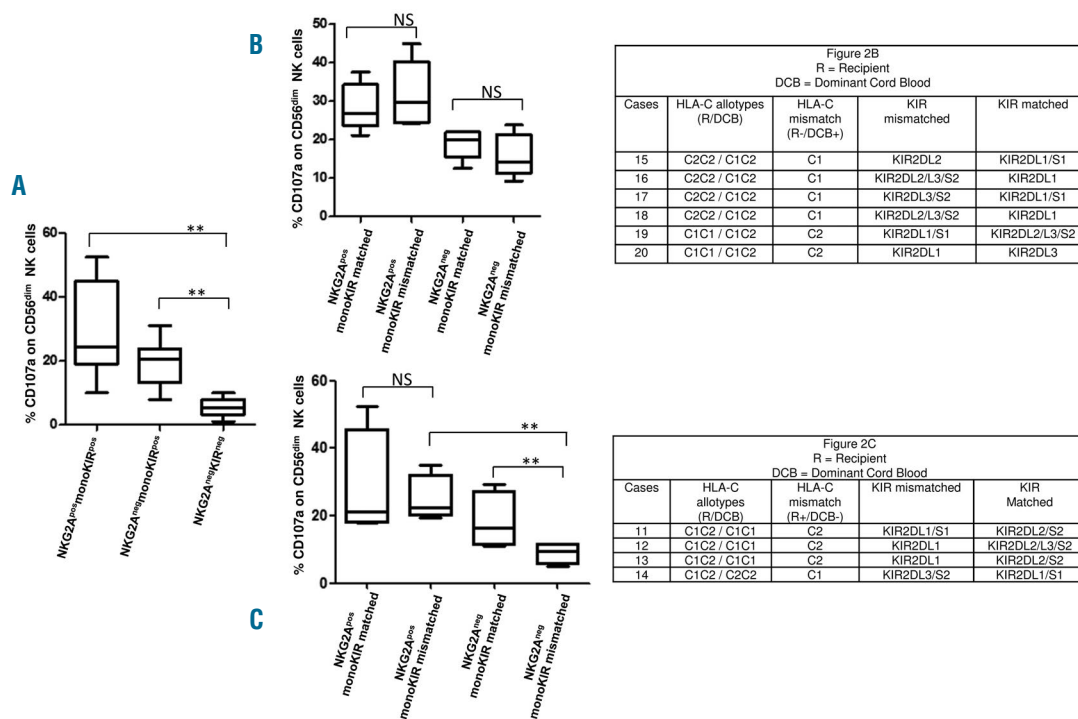 A
% CD107a on CD56dim NK cells
60
40
20
0
**
**
NKG2AposmonoKIRpos
NKG2AnegmonoKIRpos
NKG2AnegKIRneg
B
% CD107a on CD56dim NK cells
50
40
30
20
10
0
NS
NS
NKG2Apos
monoKIR matched
NKG2Apos
monoKIR mismatched
NKG2Aneg
monoKIR matched
NKG2Aneg
monoKIR mismatched
Figure 2B
R = Recipient
DCB = Dominant Cord Blood
Cases HLA-C allotypes (R/DCB) HLA-C mismatch (R-/DCB+) KIR mismatched KIR matched
15 C2C2 / C1C2 C1 KIR2DL2 KIR2DL1/S1
16 C2C2 / C1C2 C1 KIR2DL2/L3/S2 KIR2DL1
17 C2C2 / C1C2 C1 KIR2DL3/S2 KIR2DL1/S1
18 C2C2 / C1C2 C1 KIR2DL2/L3/S2 KIR2DL1
19 C1C1 / C1C2 C2 KIR2DL1/S1 KIR2DL2/L3/S2
20 C1C1 / C1C2 C2 KIR2DL1 KIR2DL3
C
% CD107a on CD56dim NK cells
60
40
20
0
NS
**
**
NKG2Apos
monoKIR matched
NKG2Apos
monoKIR mismatched
NKG2Aneg
monoKIR matched
NKG2Aneg
monoKIR mismatched
Figure 2C
R = Recipient
DCB = Dominant Cord Blood
Cases HLA-C allotypes (R/DCB) HLA-C mismatch (R+/DCB-) KIR mismatched KIR Matched
11 C1C2 / C1C1 C2 KIR2DL1/S1 KIR2DL2/S2
12 C1C2 / C1C1 C2 KIR2DL1 KIR2DL2/L3/S2
13 C1C2 / C1C1 C2 KIR2DL1 KIR2DL2/S2
14 C1C2 / C2C2 C1 KIR2DL3/S2 KIR2DL1/S1